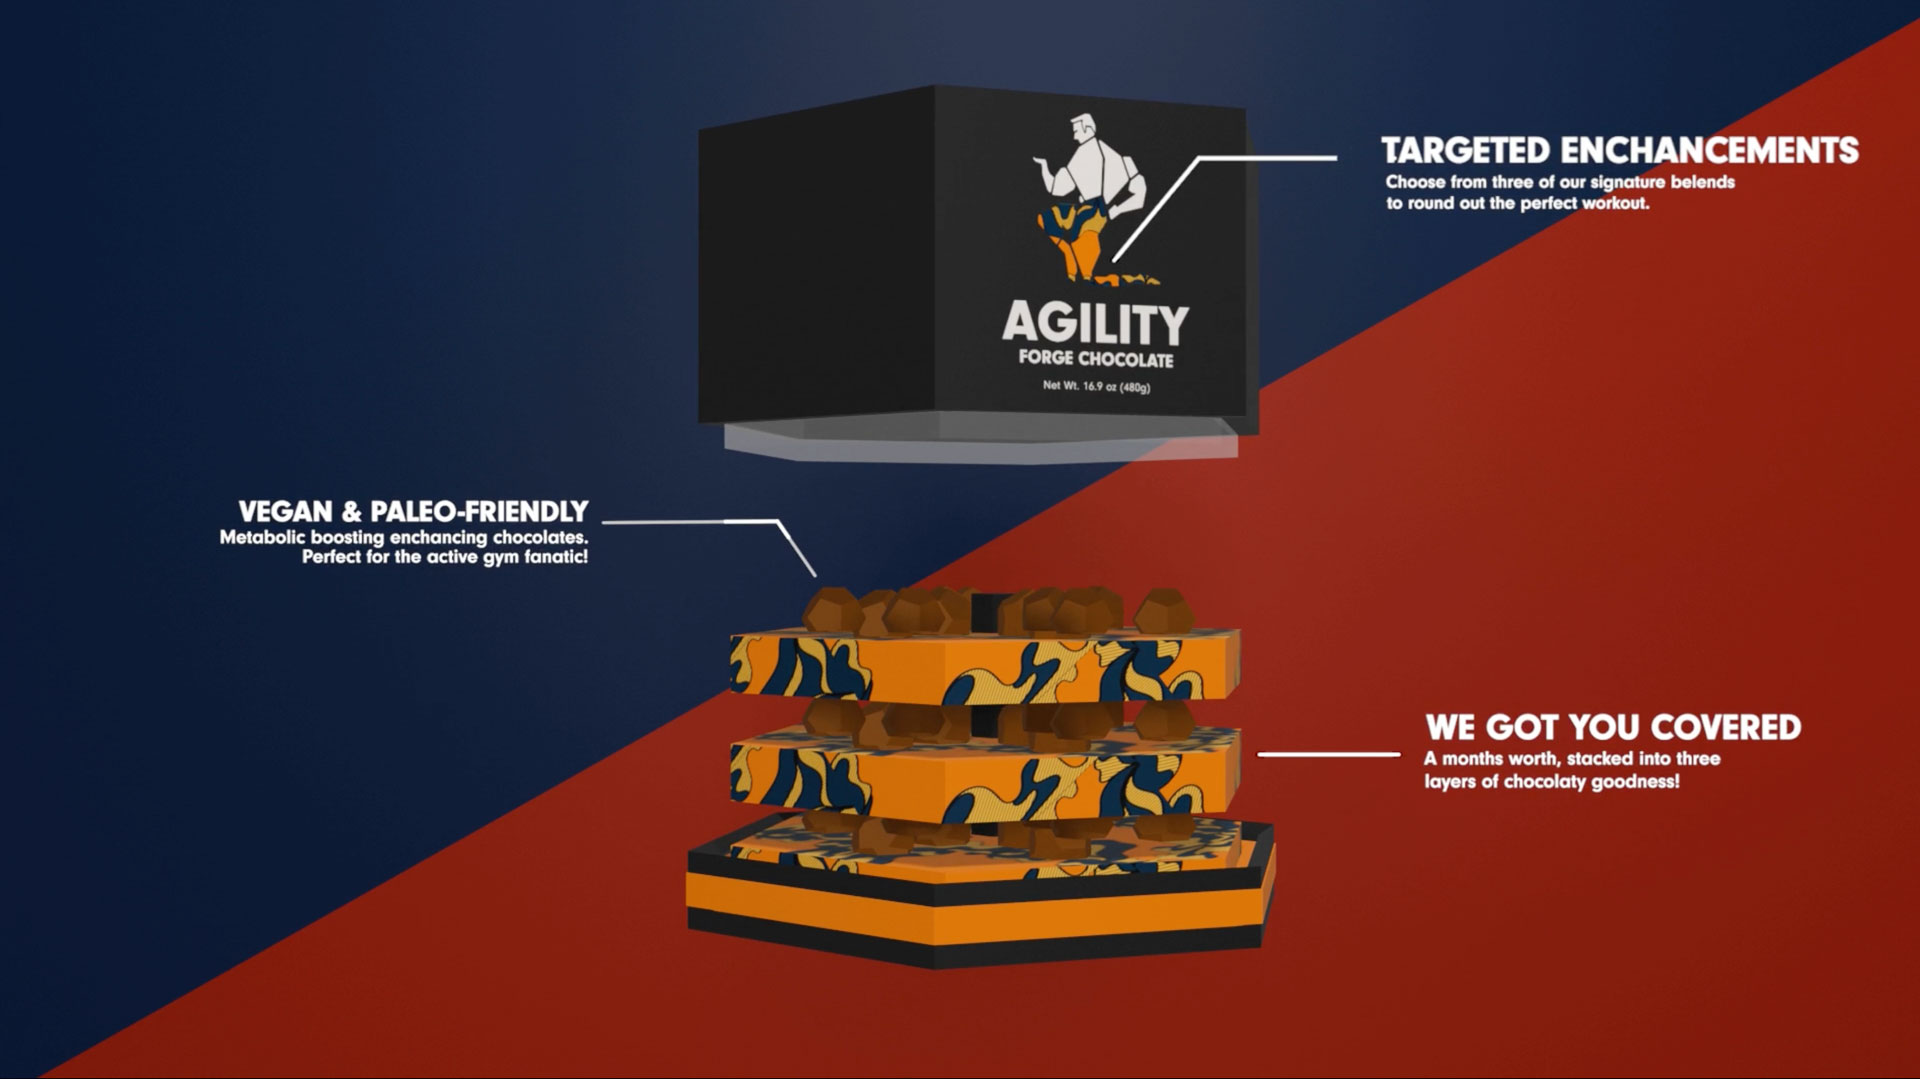 TARGETED ENCHANCEMENTS
Choose from three of our signature belends
to round out the perfect workout.
AGILITY
FORGE CHOCOLATE
Net Wt. 16.9 oz (480g)
VEGAN & PALEO-FRIENDLY
Metabolic boosting enchancing chocolates.
Perfect for the active gym fanatic!
WE GOT YOU COVERED
A months worth, stacked into three
layers of chocolaty goodness!